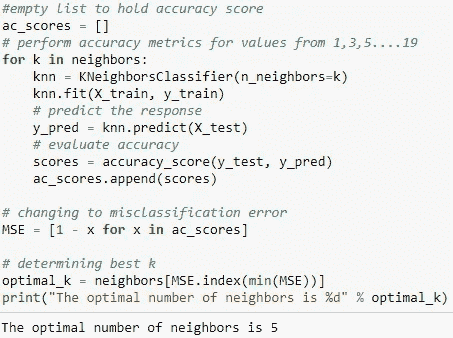 #empty list to hold accuracy score
ac_scores = []
# perform accuracy metrics for values from 1,3,5....19
for k in neighbors:
    knn = KNeighborsClassifier(n_neighbors=k)
    knn.fit(X_train, y_train)
    # predict the response
    y_pred = knn.predict(X_test)
    # evaluate accuracy
    scores = accuracy_score(y_test, y_pred)
    ac_scores.append(scores)

# changing to misclassification error
MSE = [1 - x for x in ac_scores]

# determining best k
optimal_k = neighbors[MSE.index(min(MSE))]
print("The optimal number of neighbors is %d" % optimal_k)
The optimal number of neighbors is 5